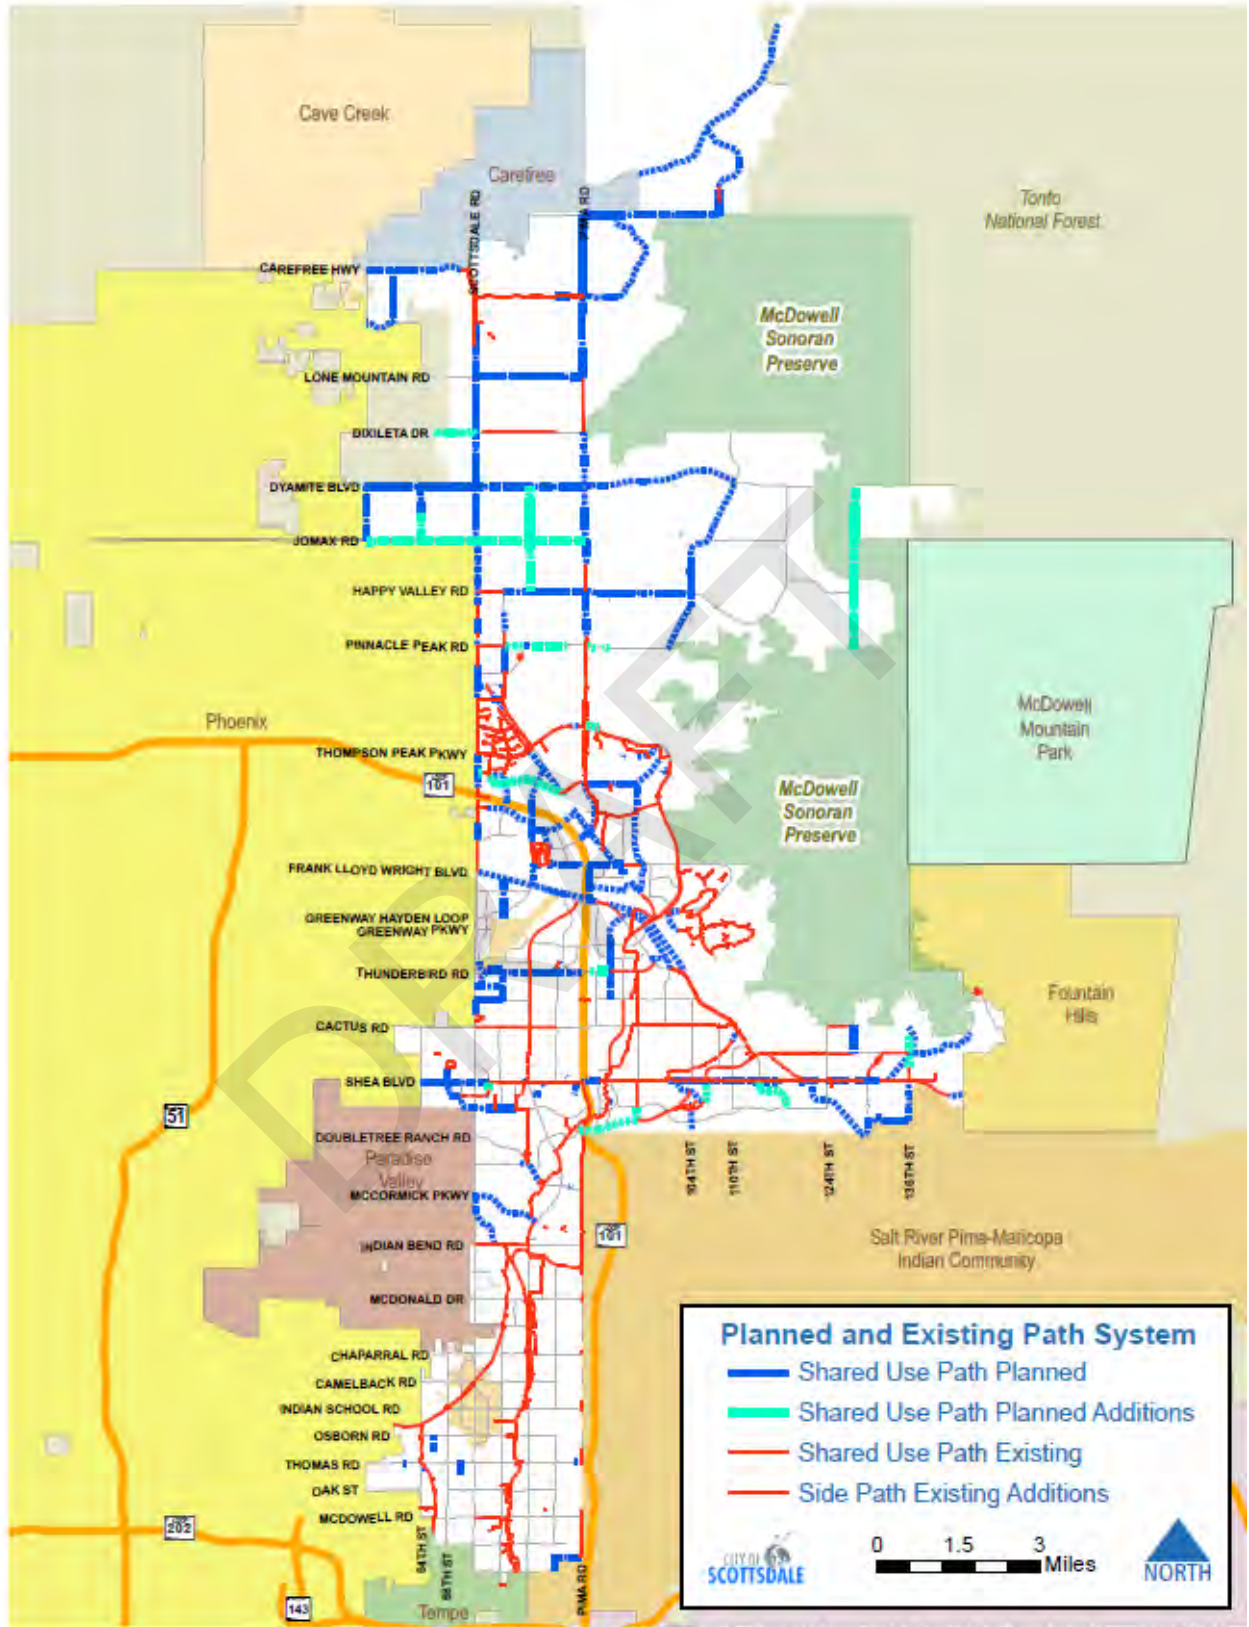 Cave Creek
Carefree
SCOTTSDALE RD
PIMA RD
Tonto
National Forest
CAREFREE HWY
McDowell
Sonoran
Preserve
LONE MOUNTAIN RD
DIXILETA DR
DYAMITE BLVD
JOMAX RD
HAPPY VALLEY RD
PINNACLE PEAK RD
Phoenix
McDowell
Mountain
Park
THOMPSON PEAK PKWY
LOOP
101
McDowell
Sonoran
Preserve
FRANK LLOYD WRIGHT BLVD
GREENWAY HAYDEN LOOP
GREENWAY PKWY
THUNDERBIRD RD
Fountain
Hills
CACTUS RD
SHEA BLVD
51
DOUBLETREE RANCH RD
Paradise
Valley
104TH ST
110TH ST
124TH ST
136TH ST
MCCORMICK PKWY
LOOP
101
INDIAN BEND RD
Salt River Pima-Maricopa
Indian Community
MCDONALD DR
CHAPARRAL RD
CAMELBACK RD
INDIAN SCHOOL RD
OSBORN RD
THOMAS RD
OAK ST
MCDOWELL RD
LOOP
202
64TH ST
68TH ST
PIMA RD
143
Tempe
DRAFT
Planned and Existing Path System
Shared Use Path Planned
Shared Use Path Planned Additions
Shared Use Path Existing
Side Path Existing Additions
CITY OF
SCOTTSDALE
0 1.5 3
Miles
NORTH